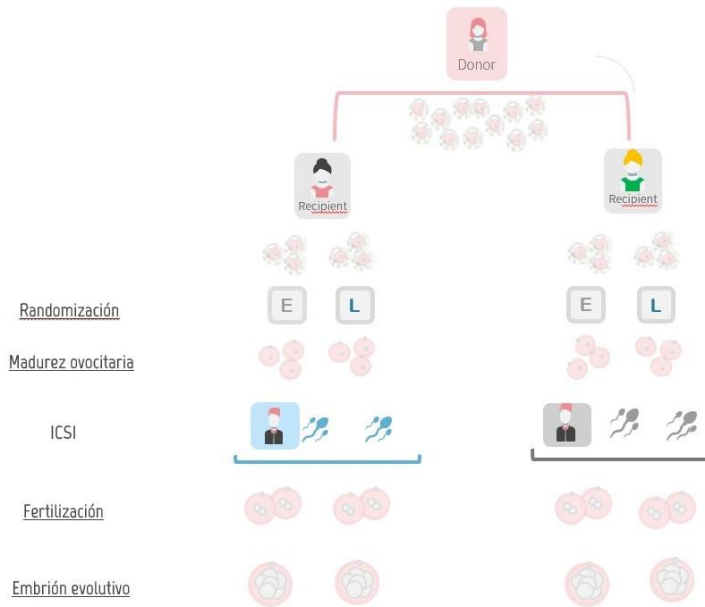 Donor
Recipient
Recipient
Randomización
E
L
E
L
Madurez ovocitaria
ICSI
Fertilización
Embrión evolutivo